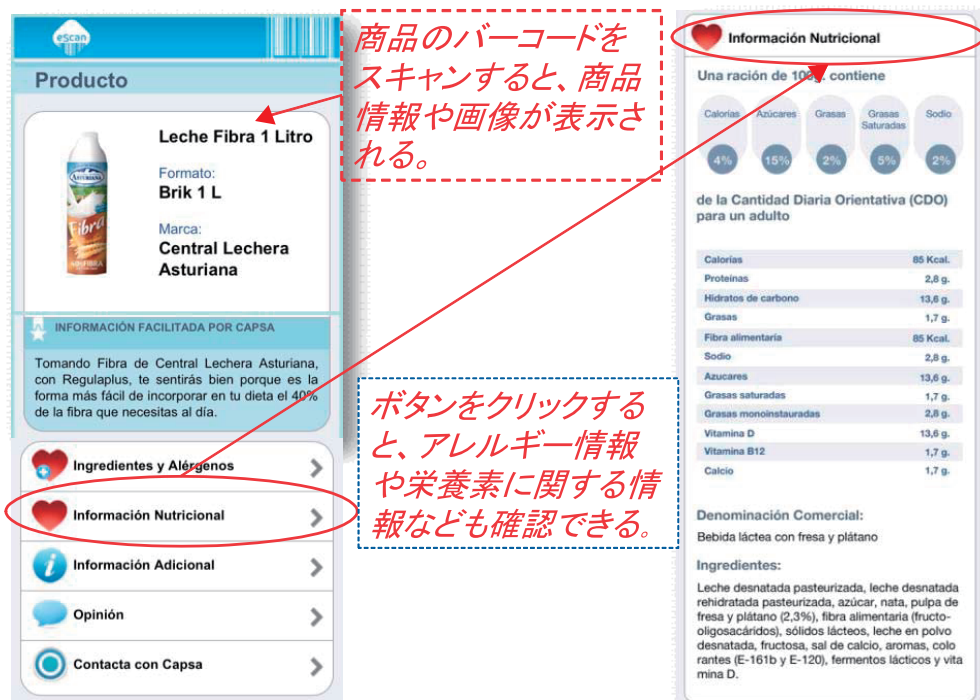 eScan
Producto
Leche Fibra 1 Litro
Formato:
Brik 1 L
Marca:
Central Lechera
Asturiana
ASTURIANA
Fibra
INFORMACIÓN FACILITADA POR CAPSA
Tomando Fibra de Central Lechera Asturiana,
con Regulaplus, te sentirás bien porque es la
forma más fácil de incorporar en tu dieta el 40%
de la fibra que necesitas al día.
Ingredientes y Alérgenos
Información Nutricional
Información Adicional
Opinión
Contacta con Capsa
商品のバーコードを
スキャンすると、商品
情報や画像が表示さ
れる。
ボタンをクリックする
と、アレルギー情報
や栄養素に関する情
報なども確認できる。
Información Nutricional
Una ración de 100g. contiene
Calorías Azúcares Grasas Grasas Saturadas Sodio
4% 15% 2% 5% 2%
de la Cantidad Diaria Orientativa (CDO)
para un adulto
Calorías 85 Kcal.
Proteinas 2,8 g.
Hidratos de carbono 13,6 g.
Grasas 1,7 g.
Fibra alimentaria 85 Kcal.
Sodio 2,8 g.
Azucares 13,6 g.
Grasas saturadas 1,7 g.
Grasas monoinstauradas 2,8 g.
Vitamina D 13,6 g.
Vitamina B12 1,7 g.
Calcio 1,7 g.
Denominación Comercial:
Bebida láctea con fresa y plátano
Ingredientes:
Leche desnatada pasteurizada, leche desnatada
rehidratada pasteurizada, azúcar, nata, pulpa de
fresa y plátano (2,3%), fibra alimentaria (fructo-
oligosacáridos), sólidos lácteos, leche en polvo
desnatada, fructosa, sal de calcio, aromas, colo
rantes (E-161b y E-120), fermentos lácticos y vita
mina D.